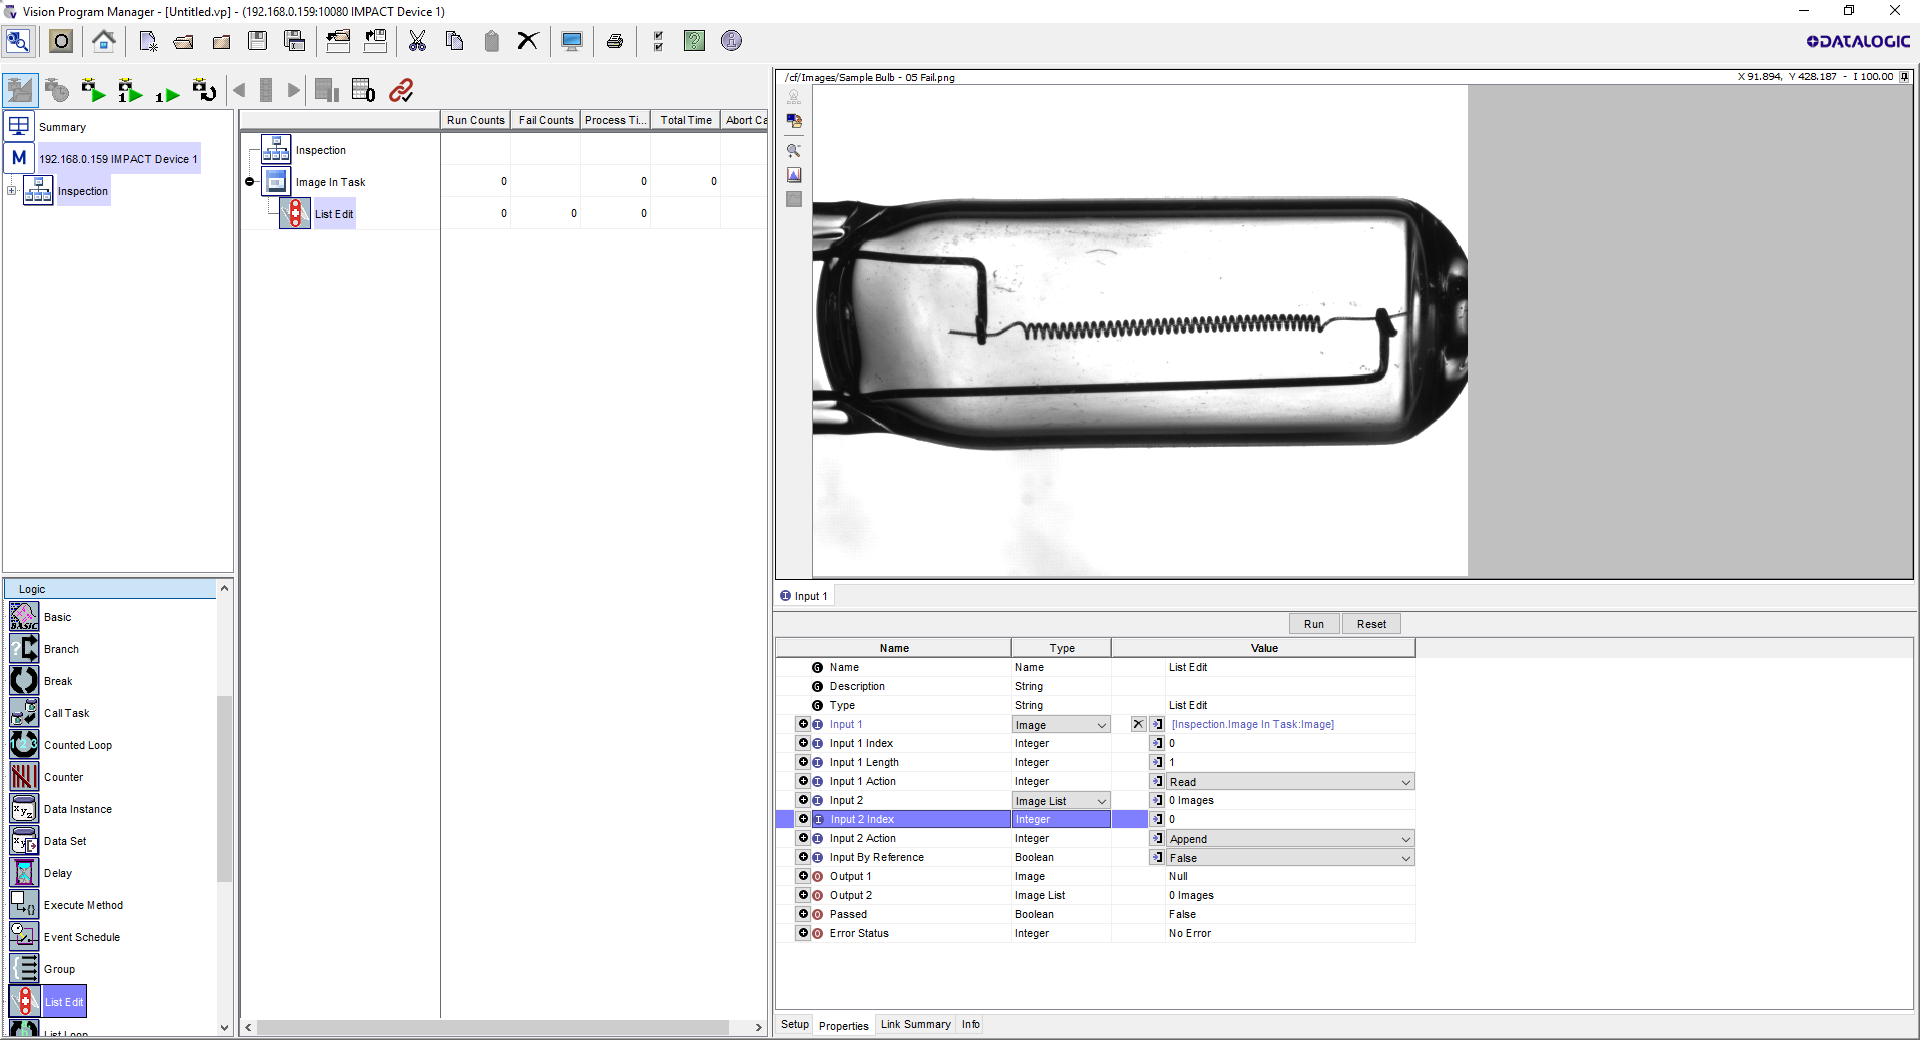 Vision Program Manager - [Untitled.vp] - (192.168.0.159:10080 IMPACT Device 1)
DATALOGIC
Summary
M 192.168.0.159 IMPACT Device 1
Inspection
Logic
BASIC Basic
Branch
Break
Call Task
Counted Loop
Counter
Data Instance
Data Set
Delay
Execute Method
Event Schedule
Group
List Edit
List Loop
Run Counts Fail Counts Process Ti... Total Time Abort Ca
Inspection
Image In Task 0 0 0
List Edit 0 0 0
/cf/Images/Sample Bulb - 05 Fail.png X 91.894, Y 428.187 - I 100.00
Input 1
Run Reset
Name Type Value
Name Name List Edit
Description String
Type String List Edit
Input 1 Image [Inspection.Image In Task:Image]
Input 1 Index Integer 0
Input 1 Length Integer 1
Input 1 Action Integer Read
Input 2 Image List 0 Images
Input 2 Index Integer 0
Input 2 Action Integer Append
Input By Reference Boolean False
Output 1 Image Null
Output 2 Image List 0 Images
Passed Boolean False
Error Status Integer No Error
Setup Properties Link Summary Info